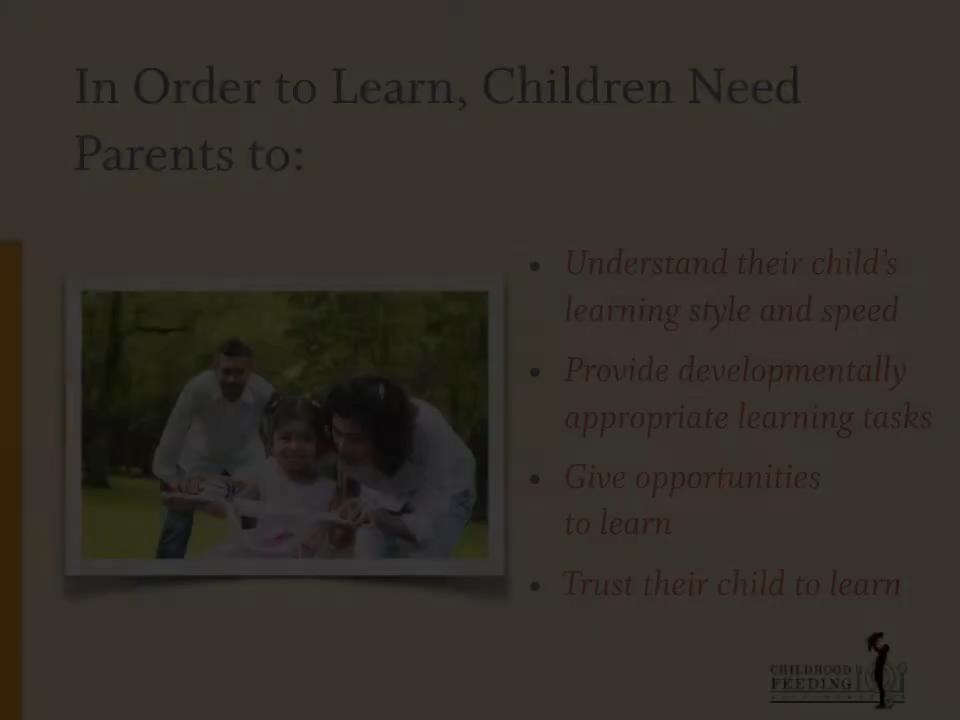 In Order to Learn, Children Need
Parents to:
• Understand their child's
learning style and speed
• Provide developmentally
appropriate learning tasks
• Give opportunities
to learn
• Trust their child to learn
CHILDHOOD
FEEDING 101